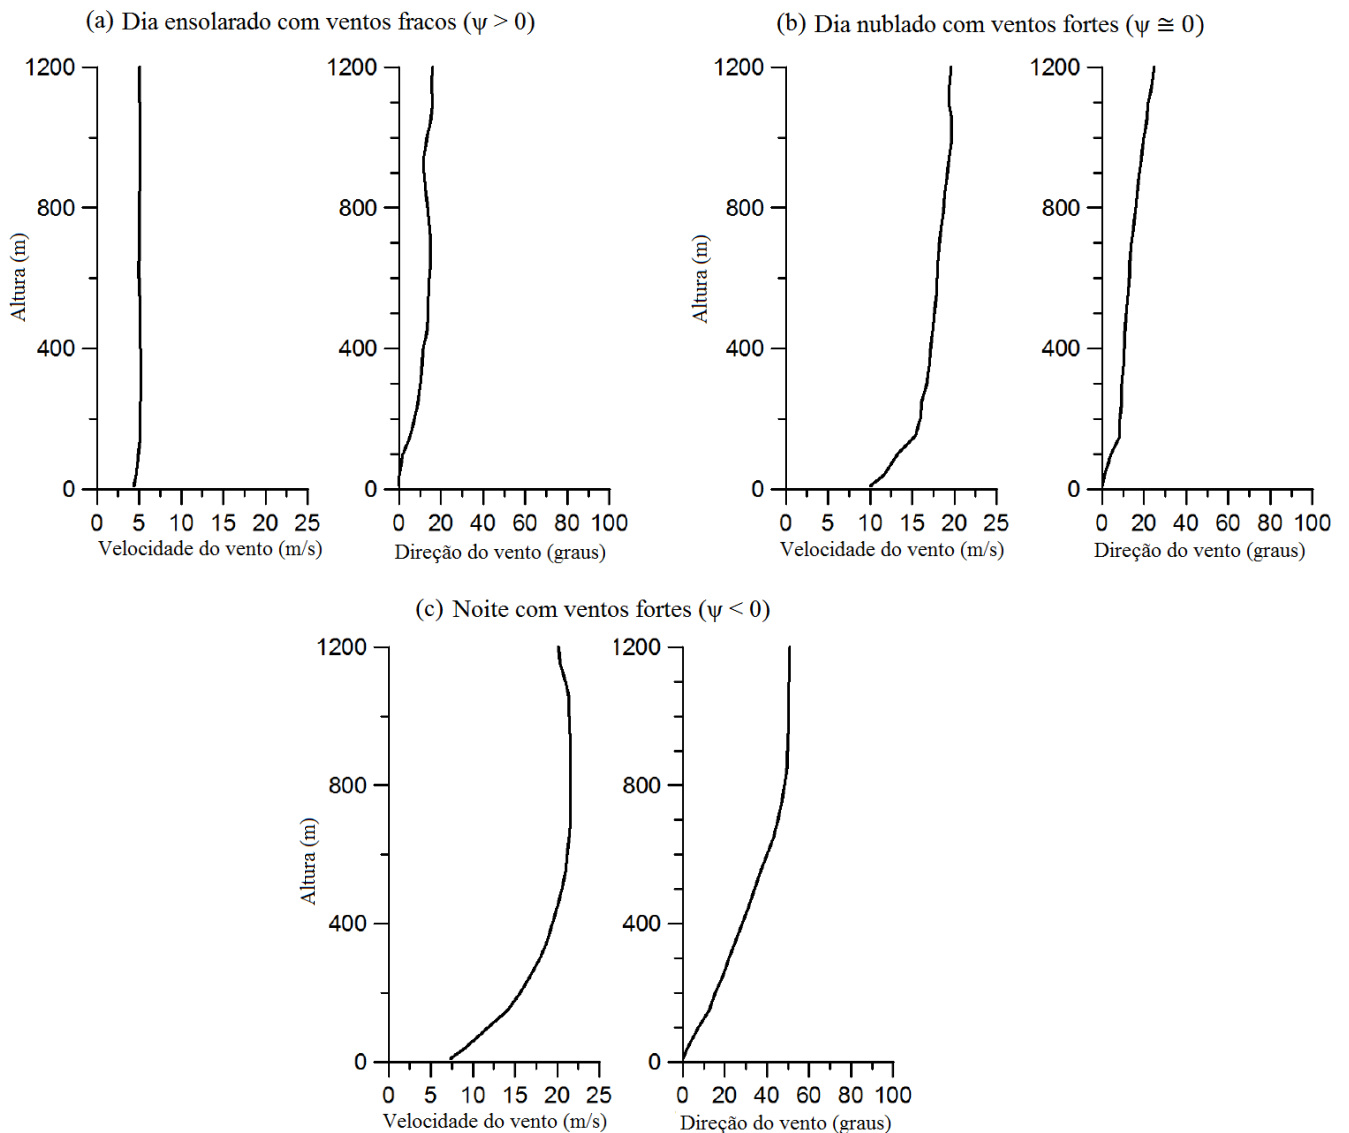 (a) Dia ensolarado com ventos fracos (ψ > 0)
1200
800
400
0
Altura (m)
0 5 10 15 20 25
Velocidade do vento (m/s)
1200
800
400
0
0 20 40 60 80 100
Direção do vento (graus)
(b) Dia nublado com ventos fortes (ψ ≅ 0)
1200
800
400
0
Altura (m)
0 5 10 15 20 25
Velocidade do vento (m/s)
1200
800
400
0
0 20 40 60 80 100
Direção do vento (graus)
(c) Noite com ventos fortes (ψ < 0)
1200
800
400
0
Altura (m)
0 5 10 15 20 25
Velocidade do vento (m/s)
1200
800
400
0
0 20 40 60 80 100
Direção do vento (graus)